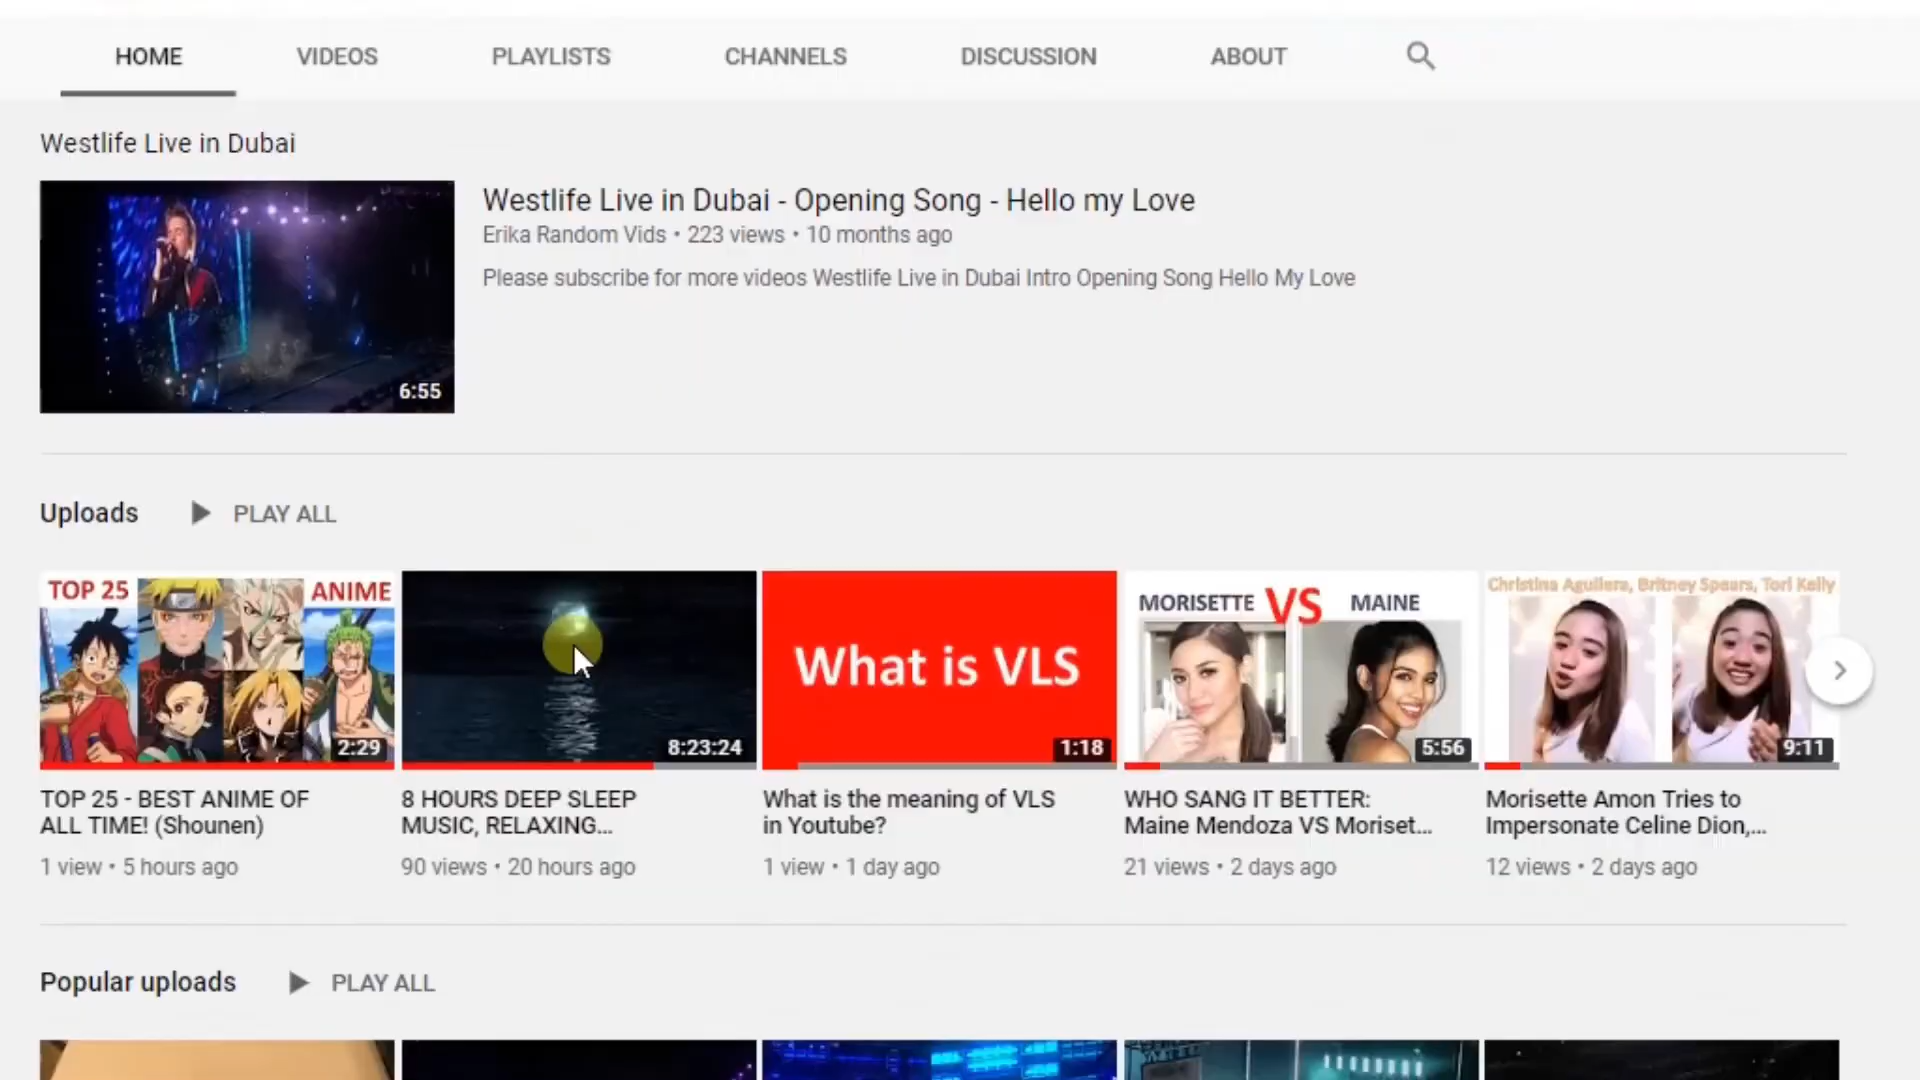 HOME VIDEOS PLAYLISTS CHANNELS DISCUSSION ABOUT
Westlife Live in Dubai
6:55
Westlife Live in Dubai - Opening Song - Hello my Love
Erika Random Vids • 223 views • 10 months ago
Please subscribe for more videos Westlife Live in Dubai Intro Opening Song Hello My Love
Uploads PLAY ALL
TOP 25 ANIME
2:29
TOP 25 - BEST ANIME OF
ALL TIME! (Shounen)
1 view • 5 hours ago
8:23:24
8 HOURS DEEP SLEEP
MUSIC, RELAXING...
90 views • 20 hours ago
What is VLS
1:18
What is the meaning of VLS
in Youtube?
1 view • 1 day ago
MORISETTE VS MAINE
5:56
WHO SANG IT BETTER:
Maine Mendoza VS Moriset...
21 views • 2 days ago
Christina Aguilera, Britney Spears, Tori Kelly
9:11
Morisette Amon Tries to
Impersonate Celine Dion,...
12 views • 2 days ago
Popular uploads PLAY ALL